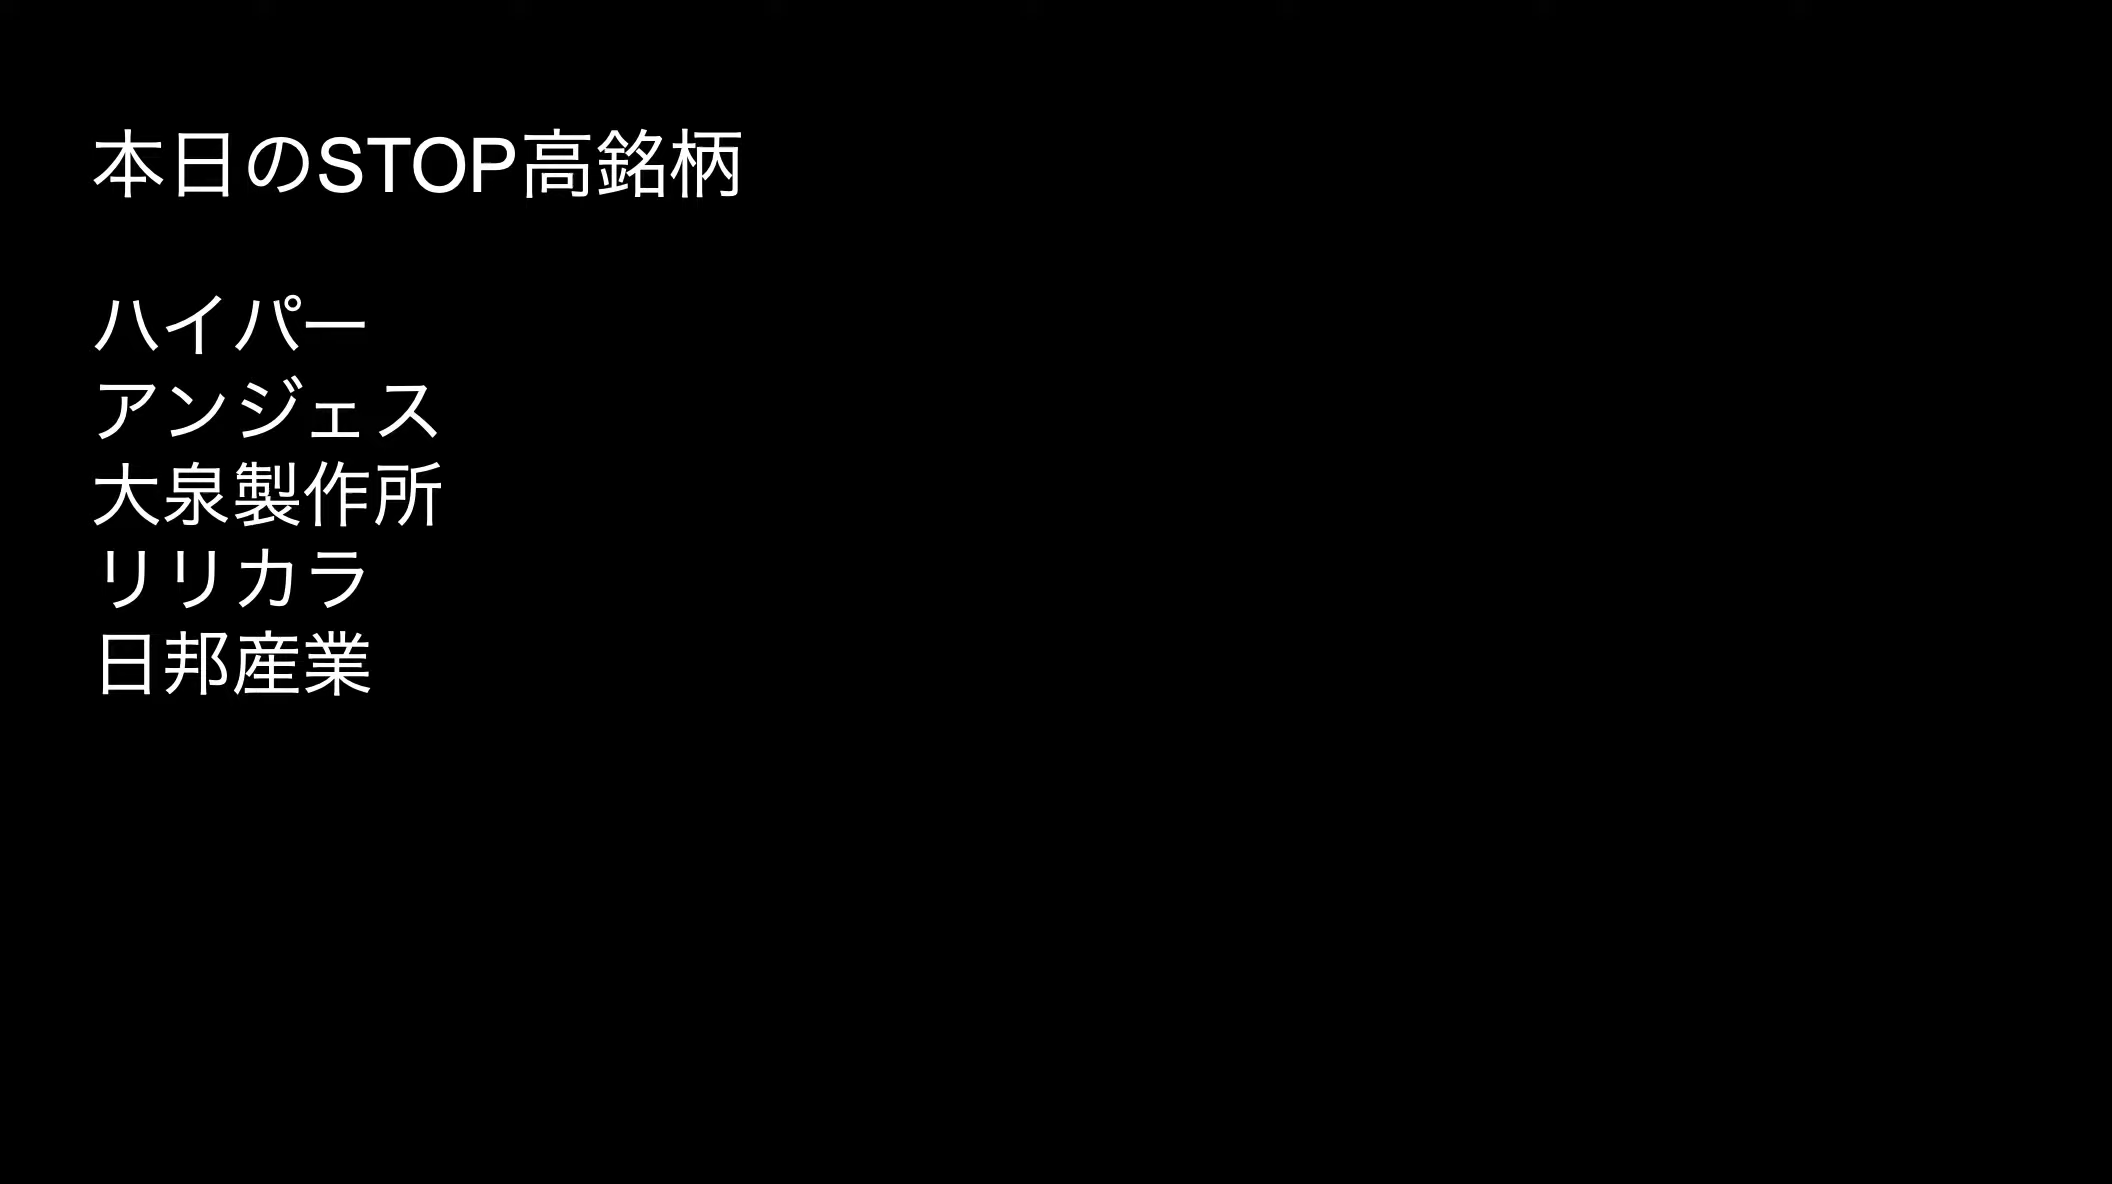 本日のSTOP高銘柄
ハイパー
アンジェス
大泉製作所
リリカラ
日邦産業